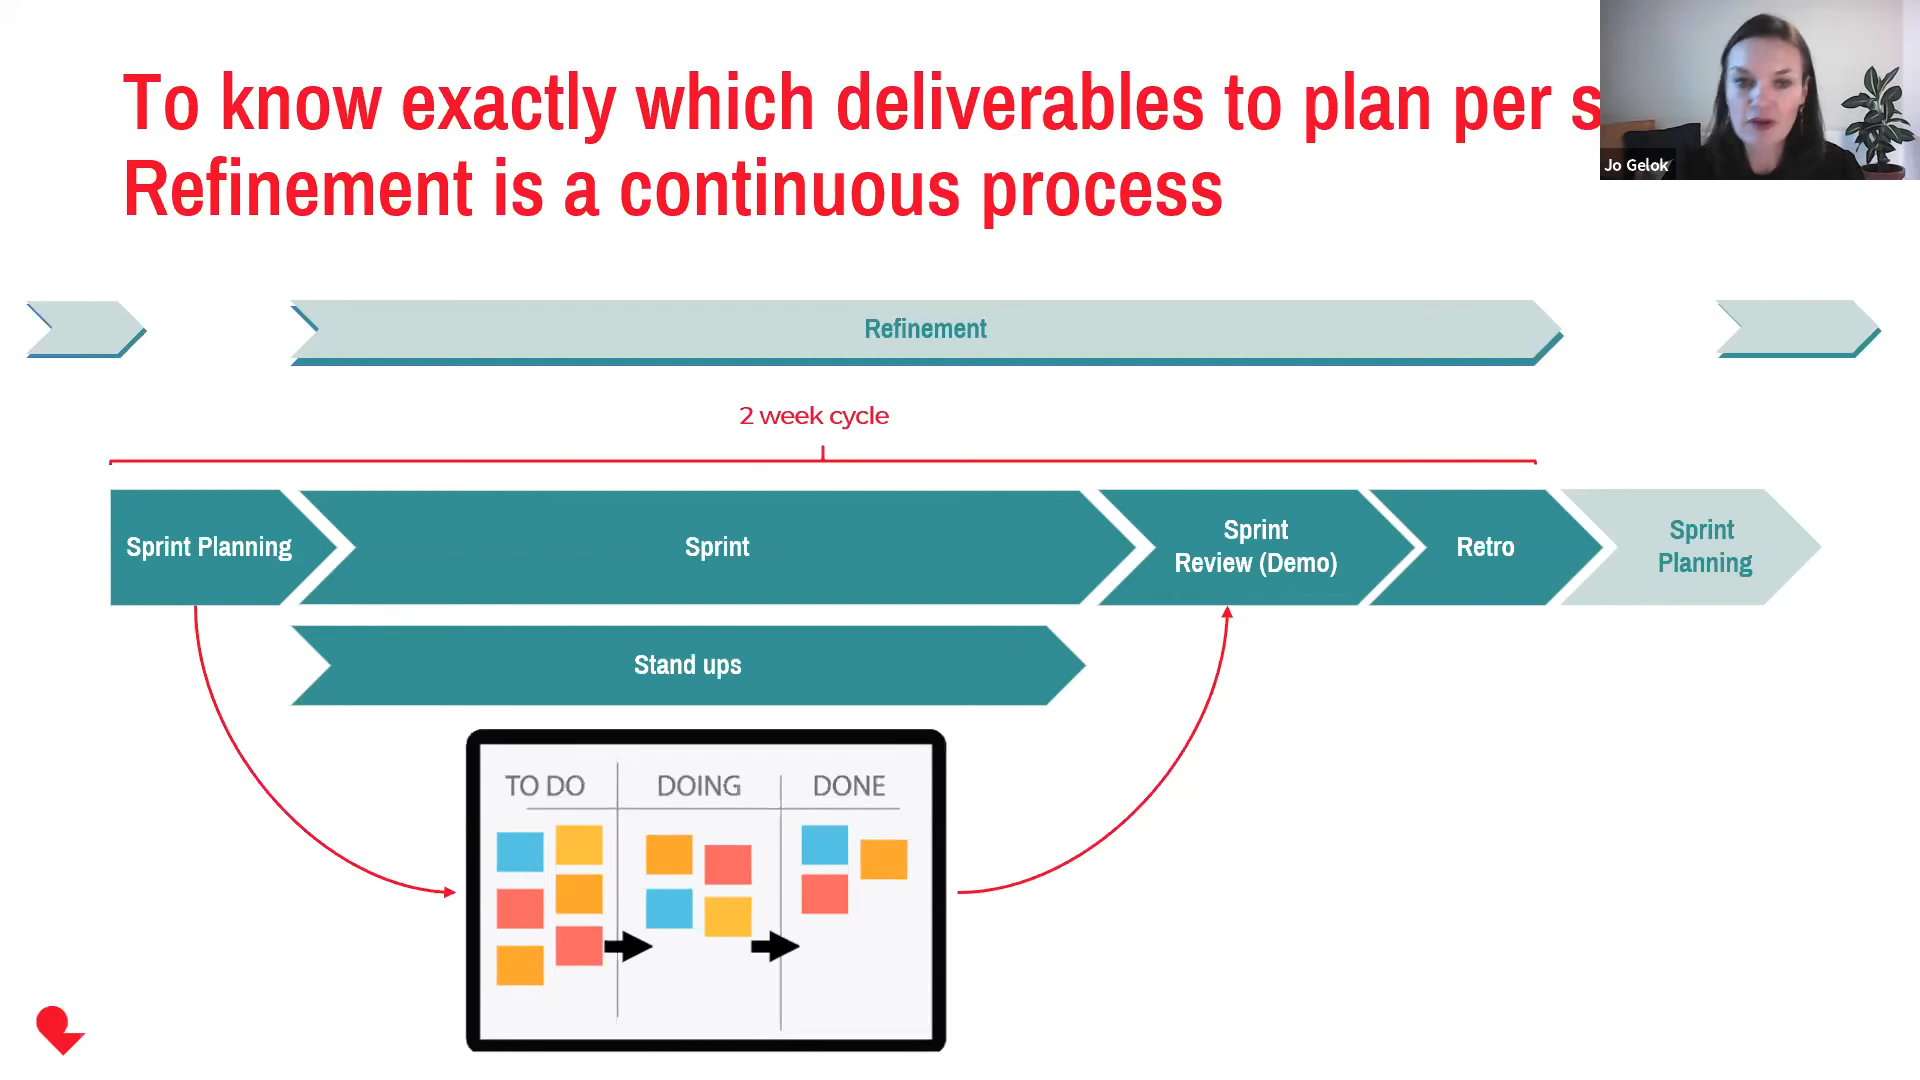 To know exactly which deliverables to plan per s
Refinement is a continuous process
Jo Gelok
Refinement
2 week cycle
Sprint Planning
Sprint
Sprint
Review (Demo)
Retro
Sprint
Planning
Stand ups
TO DO
DOING
DONE